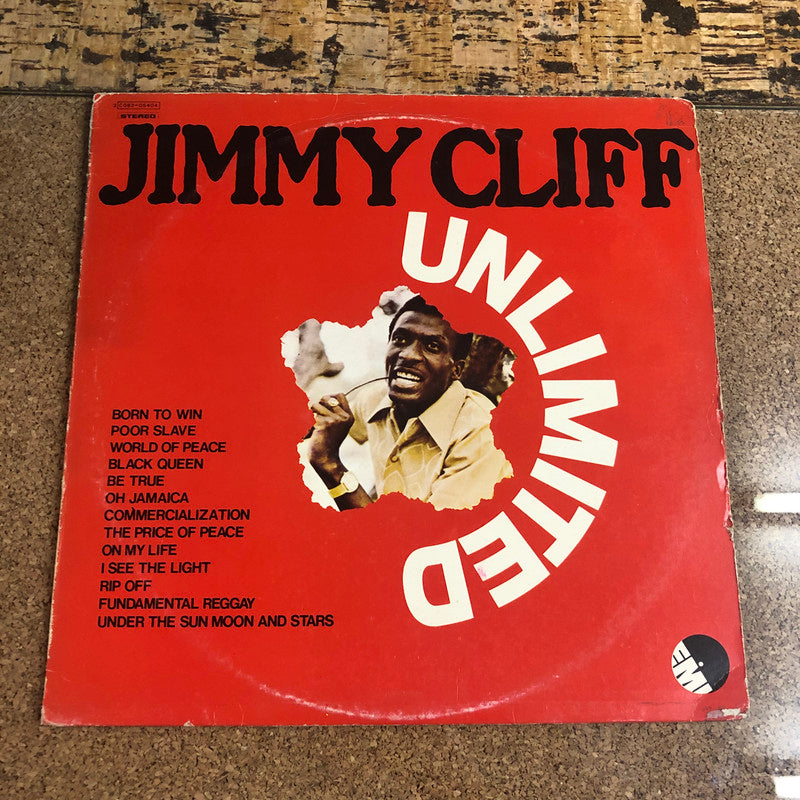 2C062-05404
STEREO
JIMMY CLIFF
UNLIMITED
BORN TO WIN
POOR SLAVE
WORLD OF PEACE
BLACK QUEEN
BE TRUE
OH JAMAICA
COMMERCIALIZATION
THE PRICE OF PEACE
ON MY LIFE
I SEE THE LIGHT
RIP OFF
FUNDAMENTAL REGGAY
UNDER THE SUN MOON AND STARS
EMI